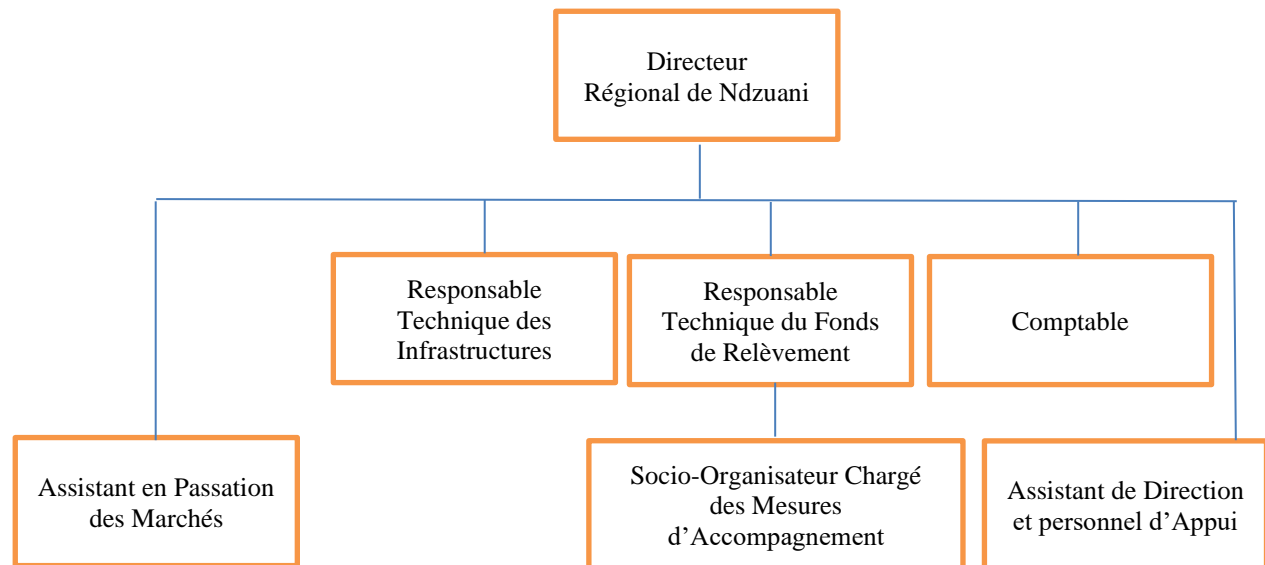 Directeur
Régional de Ndzuani
Responsable
Technique des
Infrastructures
Responsable
Technique du Fonds
de Relèvement
Comptable
Assistant en Passation
des Marchés
Socio-Organisateur Chargé
des Mesures
d’Accompagnement
Assistant de Direction
et personnel d’Appui